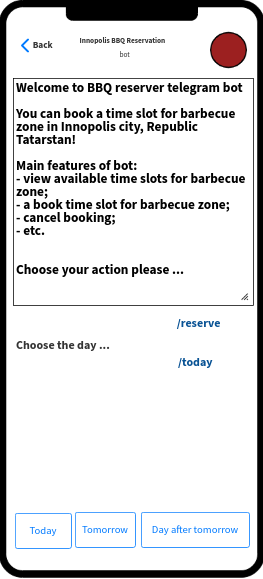 Back
Innopolis BBQ Reservation
bot
Welcome to BBQ reserver telegram bot
You can book a time slot for barbecue
zone in Innopolis city, Republic
Tatarstan!
Main features of bot:
- view available time slots for barbecue
zone;
- a book time slot for barbecue zone;
- cancel booking;
- etc.
Choose your action please ...
/reserve
Choose the day ...
/today
Today
Tomorrow
Day after tomorrow